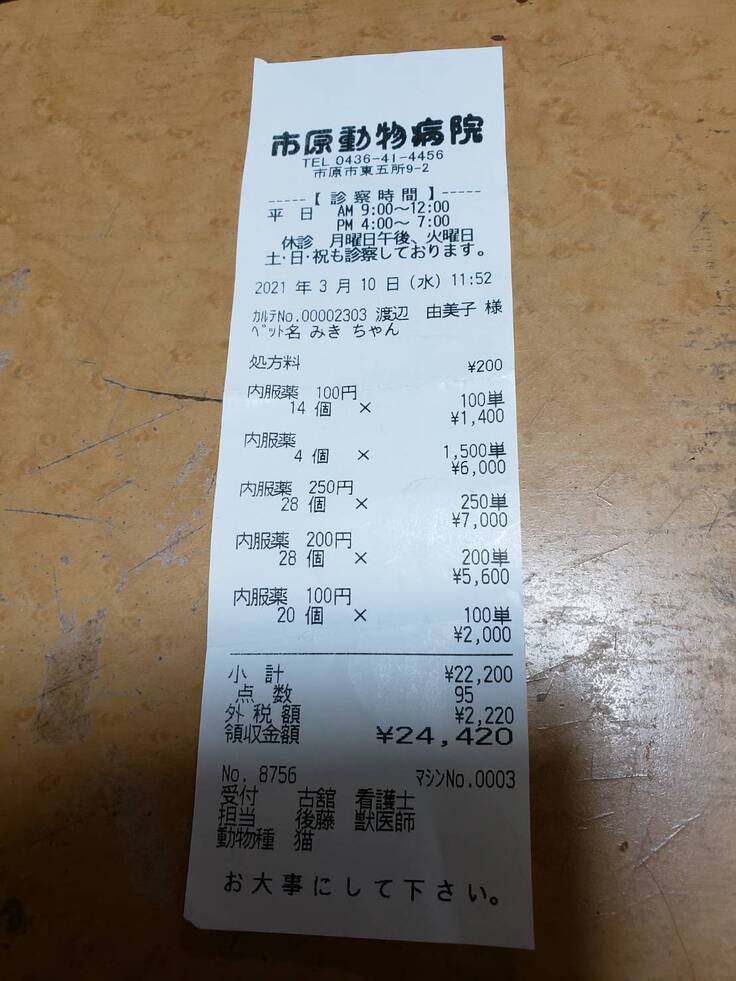 市原動物病院
TEL 0436-41-4456
市原市東五所9-2
-----【 診 察 時 間 】-----
平 日 AM 9:00～12:00
PM 4:00～ 7:00
休診 月曜日午後、火曜日
土・日・祝も診察しております。
2021 年 3 月 10 日 (水) 11:52
ｶﾙﾃNo.00002303 渡辺 由美子 様
ﾍﾟｯﾄ名 みき ちゃん
処方料 ¥200
内服薬 100円
14 個 × 100単
¥1,400
内服薬
4 個 × 1,500単
¥6,000
内服薬 250円
28 個 × 250単
¥7,000
内服薬 200円
28 個 × 200単
¥5,600
内服薬 100円
20 個 × 100単
¥2,000
小 計 ¥22,200
点 数 95
外 税 額 ¥2,220
領収金額 ¥24,420
No. 8756 ﾏｼﾝNo.0003
受付 古舘 看護士
担当 後藤 獣医師
動物種 猫
お 大 事 に し て 下 さ い。